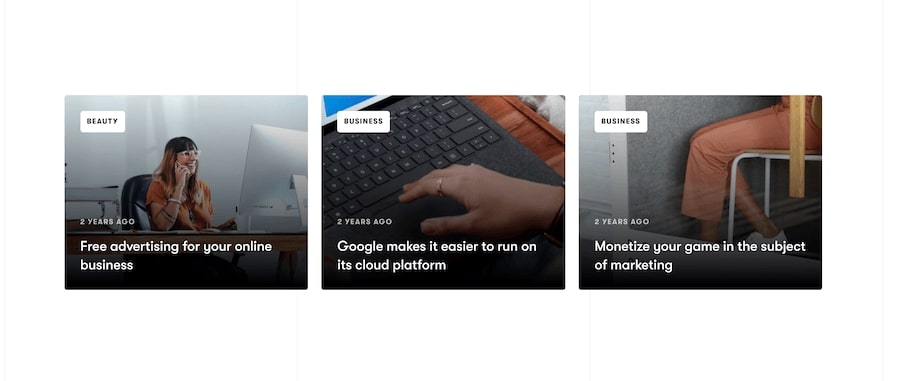 BEAUTY
2 YEARS AGO
Free advertising for your online
business
BUSINESS
2 YEARS AGO
Google makes it easier to run on
its cloud platform
BUSINESS
2 YEARS AGO
Monetize your game in the subject
of marketing